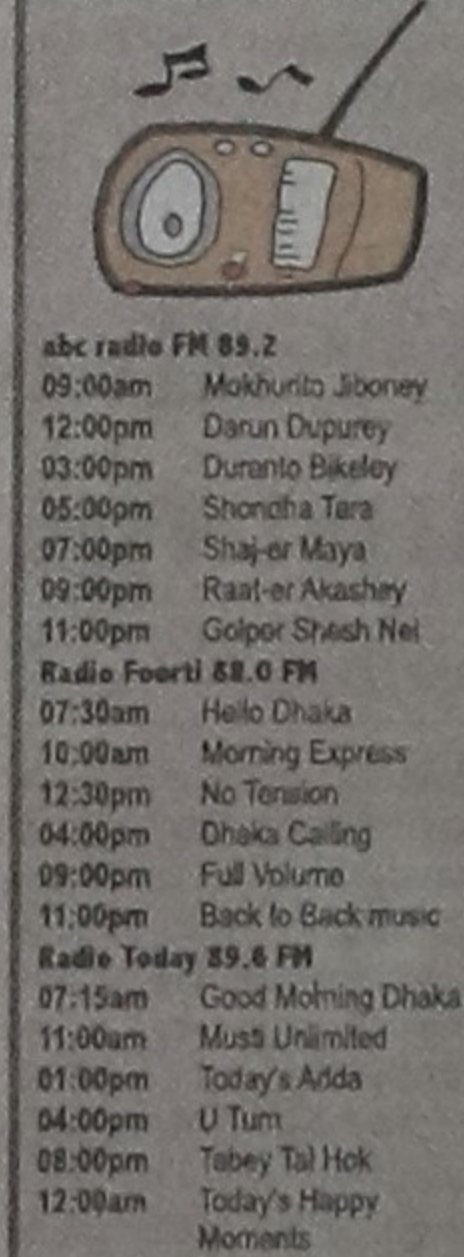 abc radio FM 89.2
09:00am Mokhurito Jiboney
12:00pm Darun Dupurey
03:00pm Duranto Bikeley
05:00pm Shondha Tara
07:00pm Shaj-er Maya
09:00pm Raat-er Akashey
11:00pm Golper Shesh Nei
Radio Foorti 88.0 FM
07:30am Hello Dhaka
10:00am Morning Express
12:30pm No Tension
04:00pm Dhaka Calling
09:00pm Full Volume
11:00pm Back to Back music
Radio Today 89.6 FM
07:15am Good Morning Dhaka
11:00am Musti Unlimited
01:00pm Today's Adda
04:00pm U Turn
08:00pm Tabey Tai Hok
12:00am Today's Happy
Moments